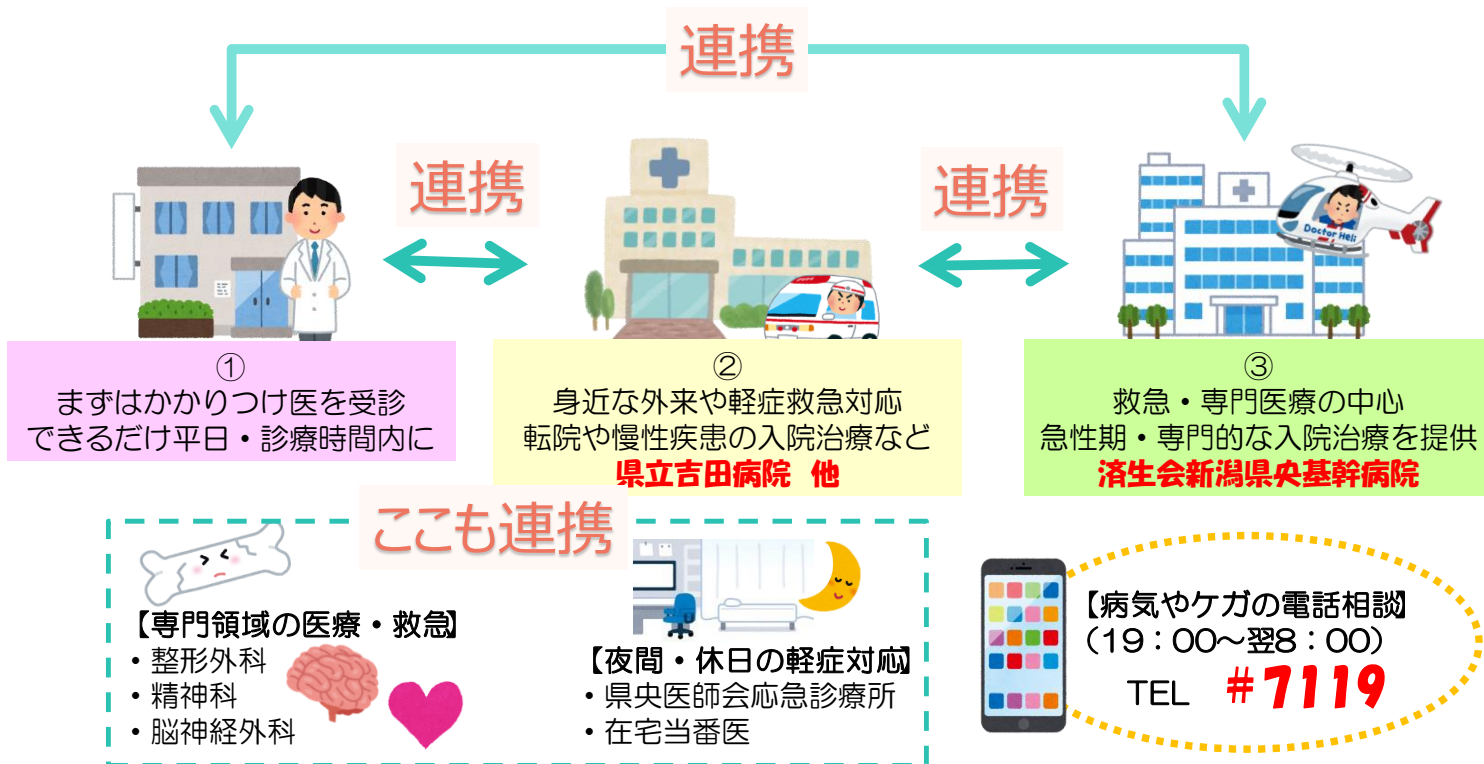 連携
連携
連携
Doctor Heli
①
まずはかかりつけ医を受診
できるだけ平日・診療時間内に
②
身近な外来や軽症救急対応
転院や慢性疾患の入院治療など
県立吉田病院 他
③
救急・専門医療の中心
急性期・専門的な入院治療を提供
済生会新潟県央基幹病院
ここも連携
【専門領域の医療・救急】
・整形外科
・精神科
・脳神経外科
【夜間・休日の軽症対応】
・県央医師会応急診療所
・在宅当番医
【病気やケガの電話相談】
（19：00～翌8：00）
TEL #7119